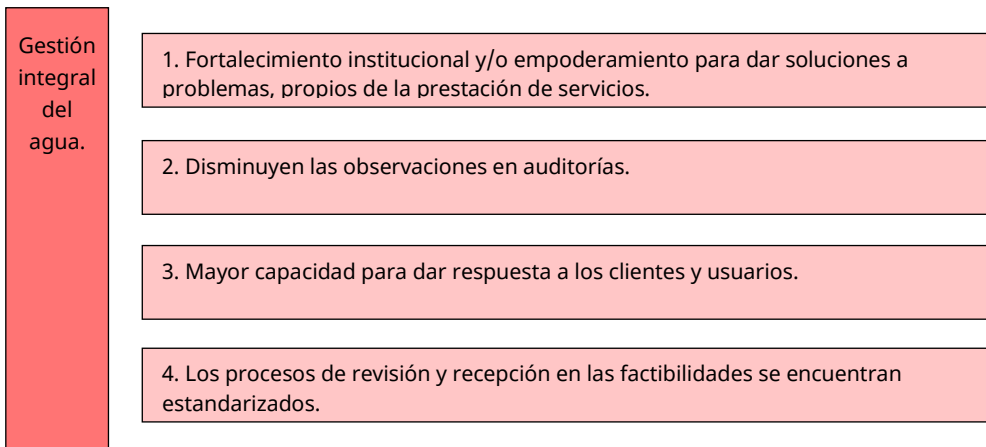 Gestión
integral
del
agua.
1. Fortalecimiento institucional y/o empoderamiento para dar soluciones a
problemas, propios de la prestación de servicios.
2. Disminuyen las observaciones en auditorías.
3. Mayor capacidad para dar respuesta a los clientes y usuarios.
4. Los procesos de revisión y recepción en las factibilidades se encuentran
estandarizados.